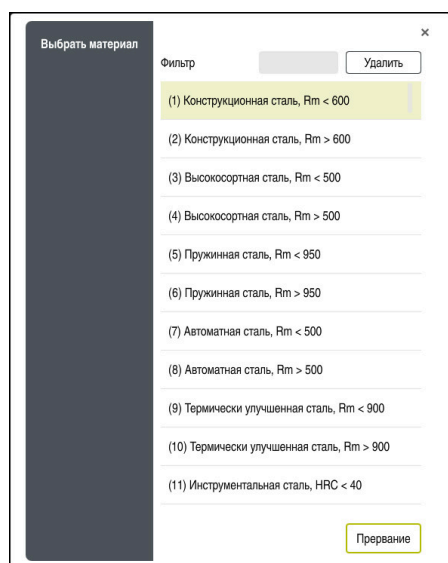 Выбрать материал
×
Фильтр
Удалить
(1) Конструкционная сталь, Rm < 600
(2) Конструкционная сталь, Rm > 600
(3) Высокосортная сталь, Rm < 500
(4) Высокосортная сталь, Rm > 500
(5) Пружинная сталь, Rm < 950
(6) Пружинная сталь, Rm > 950
(7) Автоматная сталь, Rm < 500
(8) Автоматная сталь, Rm > 500
(9) Термически улучшенная сталь, Rm < 900
(10) Термически улучшенная сталь, Rm > 900
(11) Инструментальная сталь, HRC < 40
Прервание